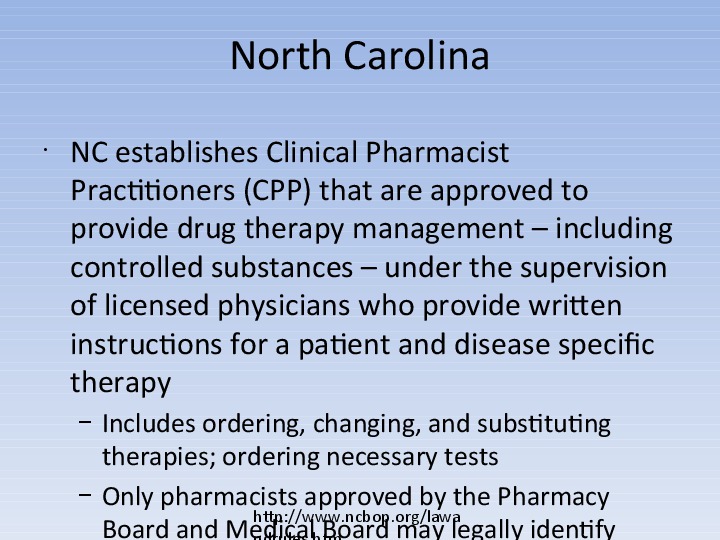 North Carolina
• NC establishes Clinical Pharmacist
Practitioners (CPP) that are approved to
provide drug therapy management – including
controlled substances – under the supervision
of licensed physicians who provide written
instructions for a patient and disease specific
therapy
– Includes ordering, changing, and substituting
therapies; ordering necessary tests
– Only pharmacists approved by the Pharmacy
http://www.ncbop.org/lawa
Board and Medical Board may legally identify